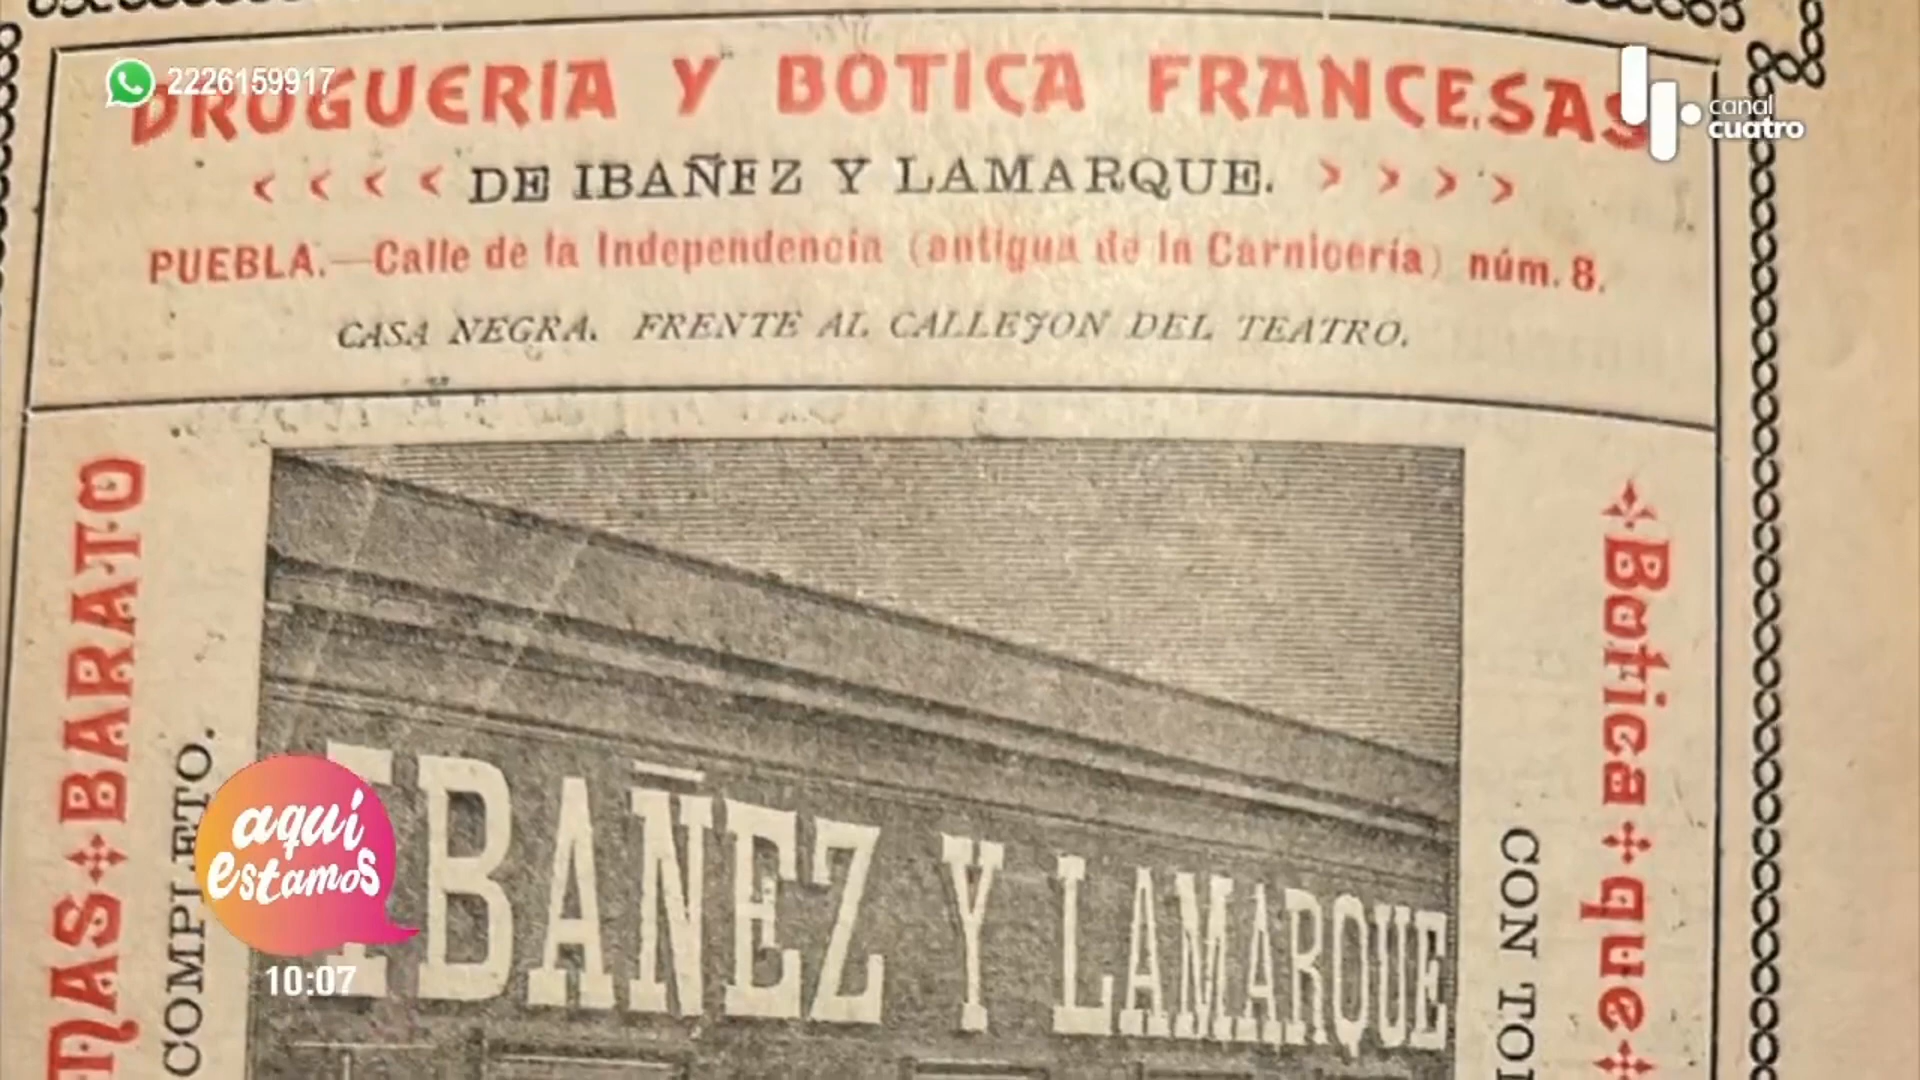 2226159917
DROGUERIA Y BOTICA FRANCESAS
canal
cuatro
< < < < DE IBAÑEZ Y LAMARQUE. > > > >
PUEBLA.—Calle de la Independencia (antigua de la Carnicería) núm. 8.
CASA NEGRA. FRENTE AL CALLEJON DEL TEATRO.
MAS BARATO
COMPLETO.
IBAÑEZ Y LAMARQUE
CON
Botica que
aquí
estamos
10:07